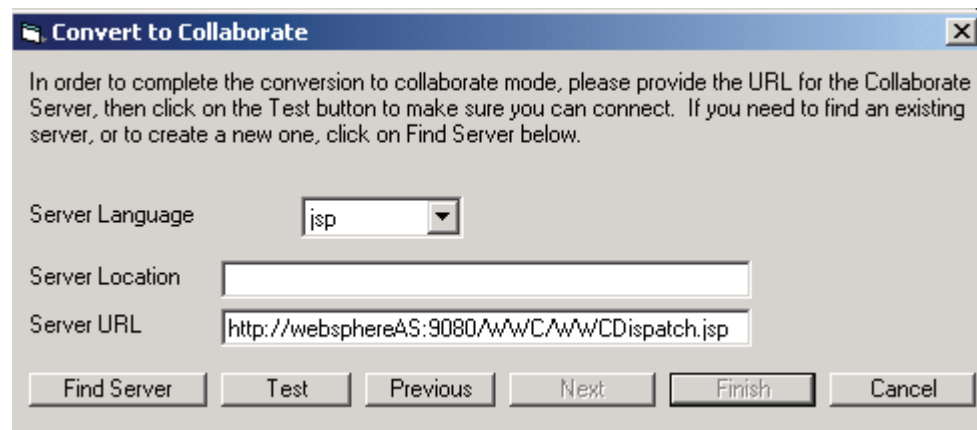 Convert to Collaborate
In order to complete the conversion to collaborate mode, please provide the URL for the Collaborate
Server, then click on the Test button to make sure you can connect. If you need to find an existing
server, or to create a new one, click on Find Server below.
Server Language jsp
Server Location
Server URL http://websphereAS:9080/WWC/WWCDispatch.jsp
Find Server Test Previous Next Finish Cancel